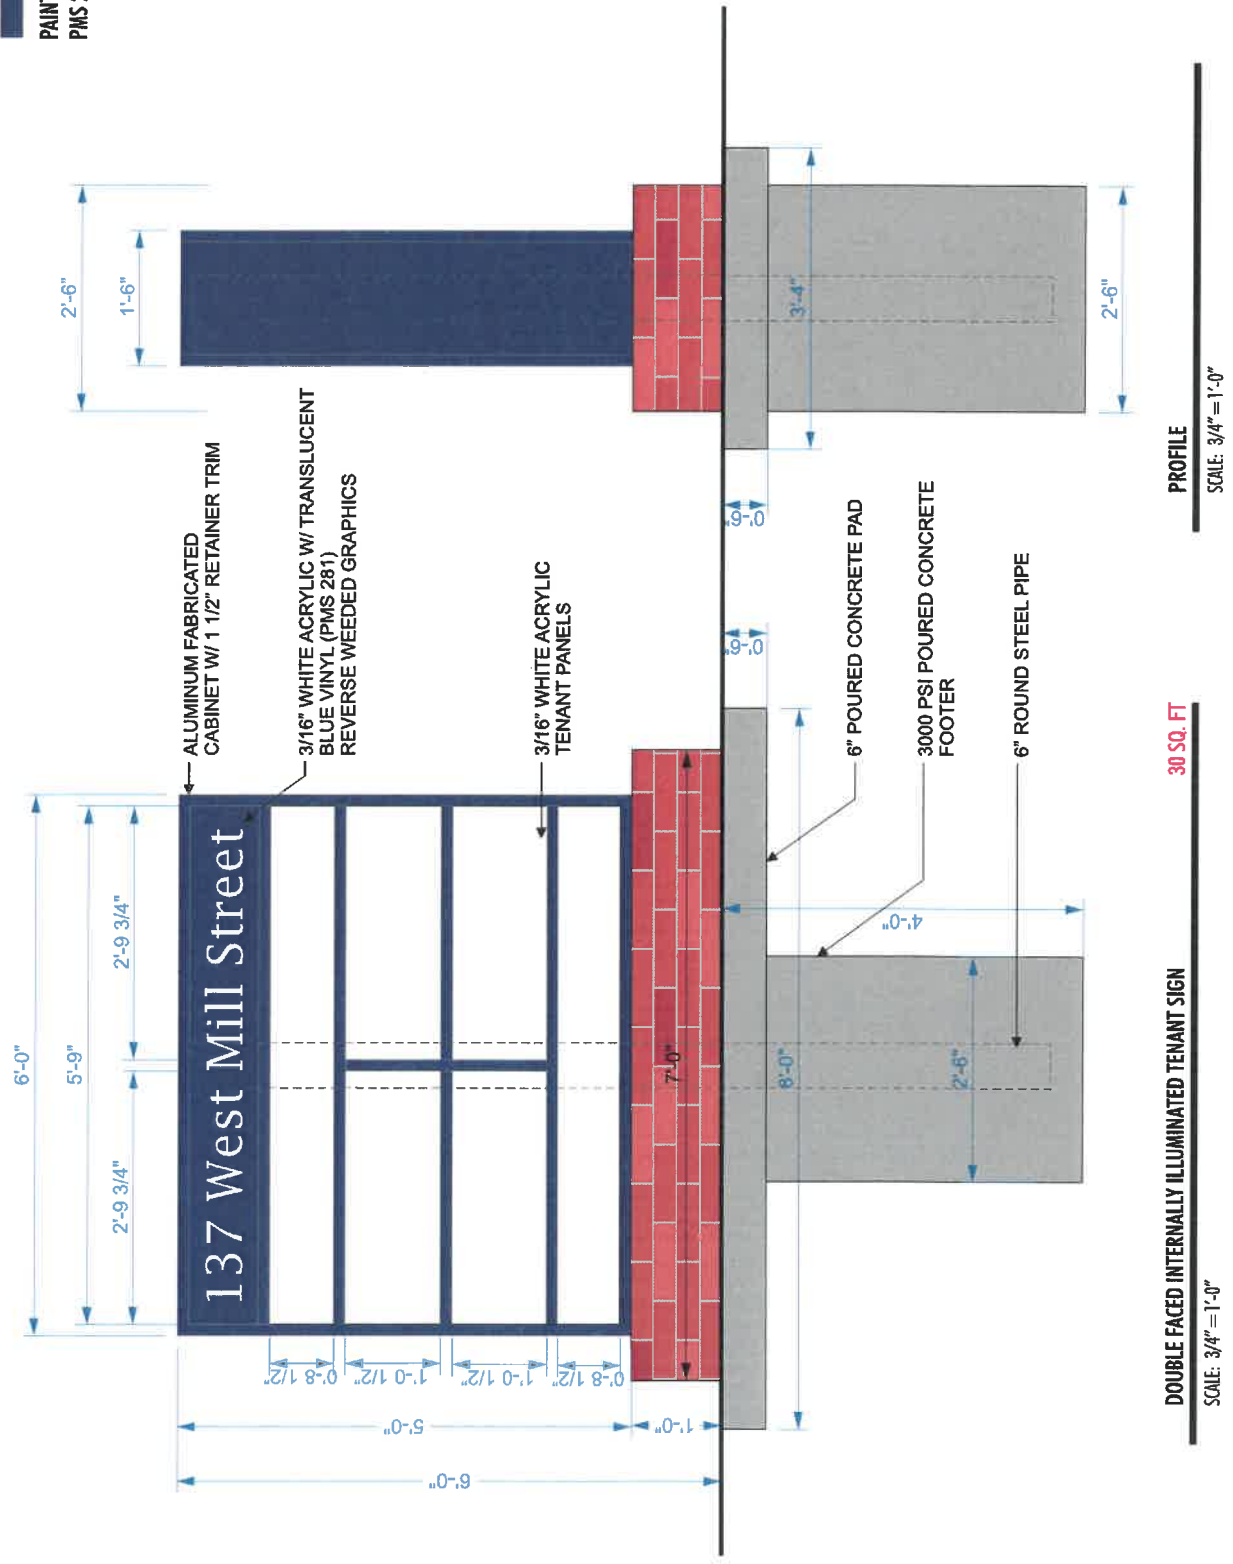 PAINT
PMS
6'-0"
5'-9"
2'-9 3/4"
2'-9 3/4"
137 West Mill Street
0'-8 1/2"
1'-0 1/2"
1'-0 1/2"
0'-8 1/2"
5'-0"
1'-0"
6'-0"
7'-0"
8'-0"
2'-6"
4'-0"
0'-6"
ALUMINUM FABRICATED
CABINET W/ 1 1/2" RETAINER TRIM
3/16" WHITE ACRYLIC W/ TRANSLUCENT
BLUE VINYL (PMS 281)
REVERSE WEEDED GRAPHICS
3/16" WHITE ACRYLIC
TENANT PANELS
6" POURED CONCRETE PAD
3000 PSI POURED CONCRETE
FOOTER
6" ROUND STEEL PIPE
DOUBLE FACED INTERNALLY ILLUMINATED TENANT SIGN
30 SQ. FT
SCALE: 3/4"=1'-0"
2'-6"
1'-6"
0'-6"
3'-4"
2'-6"
PROFILE
SCALE: 3/4"=1'-0"